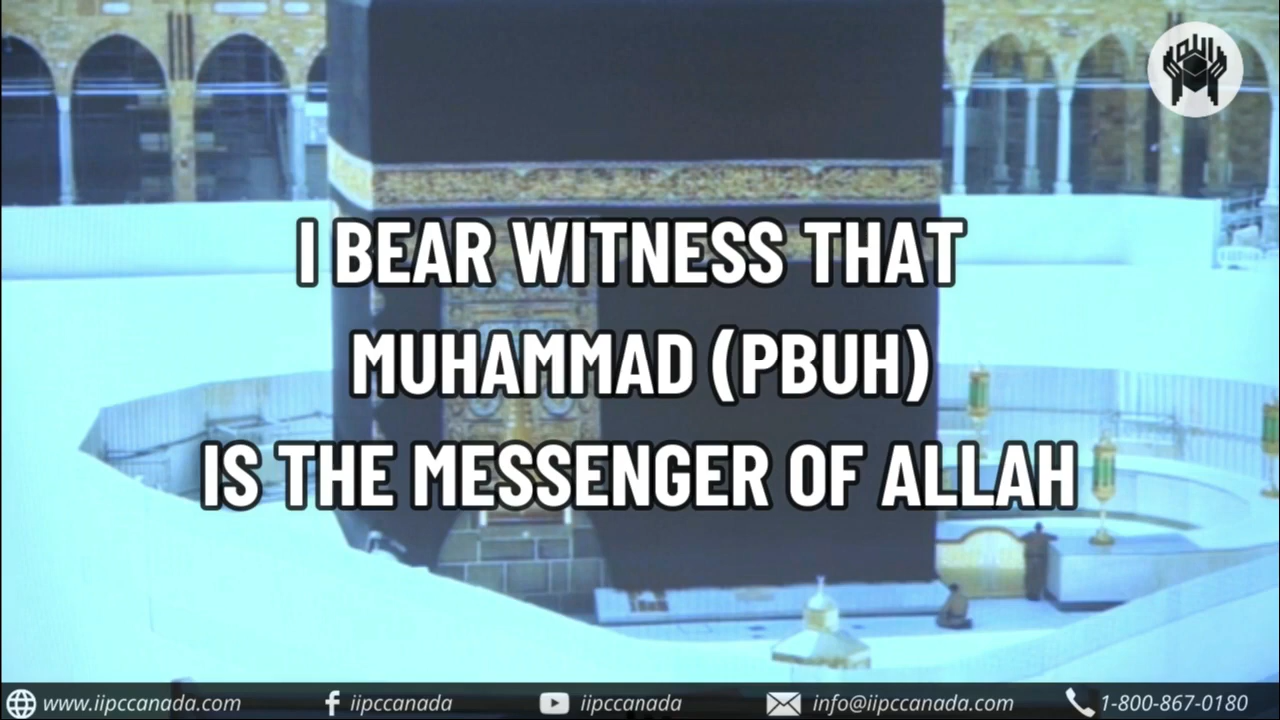 I BEAR WITNESS THAT
MUHAMMAD (PBUH)
IS THE MESSENGER OF ALLAH
www.iipccanada.com iipccanada iipccanada info@iipccanada.com 1-800-867-0180